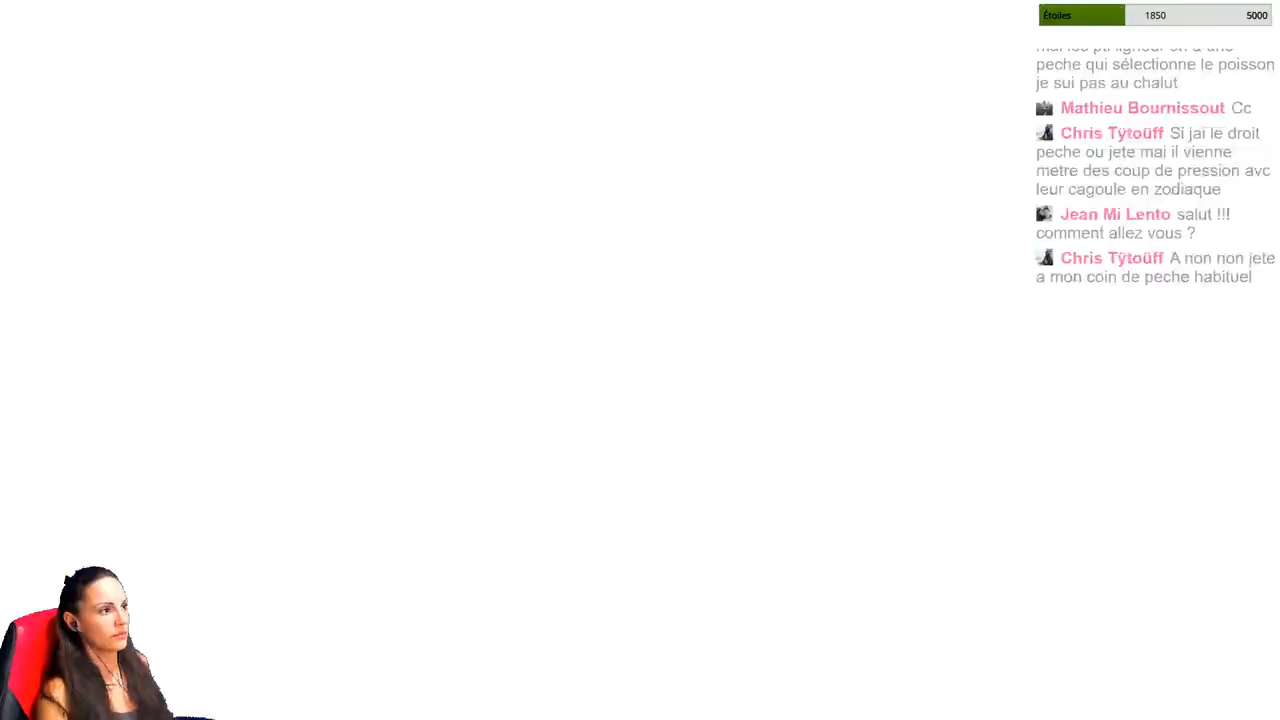 Étoiles 1850 5000
peche qui sélectionne le poisson
je sui pas au chalut
Mathieu Bournissout Cc
Chris Tÿtoüff Si jai le droit
peche ou jete mai il vienne
metre des coup de pression avc
leur cagoule en zodiaque
Jean Mi Lento salut !!!
comment allez vous ?
Chris Tÿtoüff A non non jete
a mon coin de peche habituel